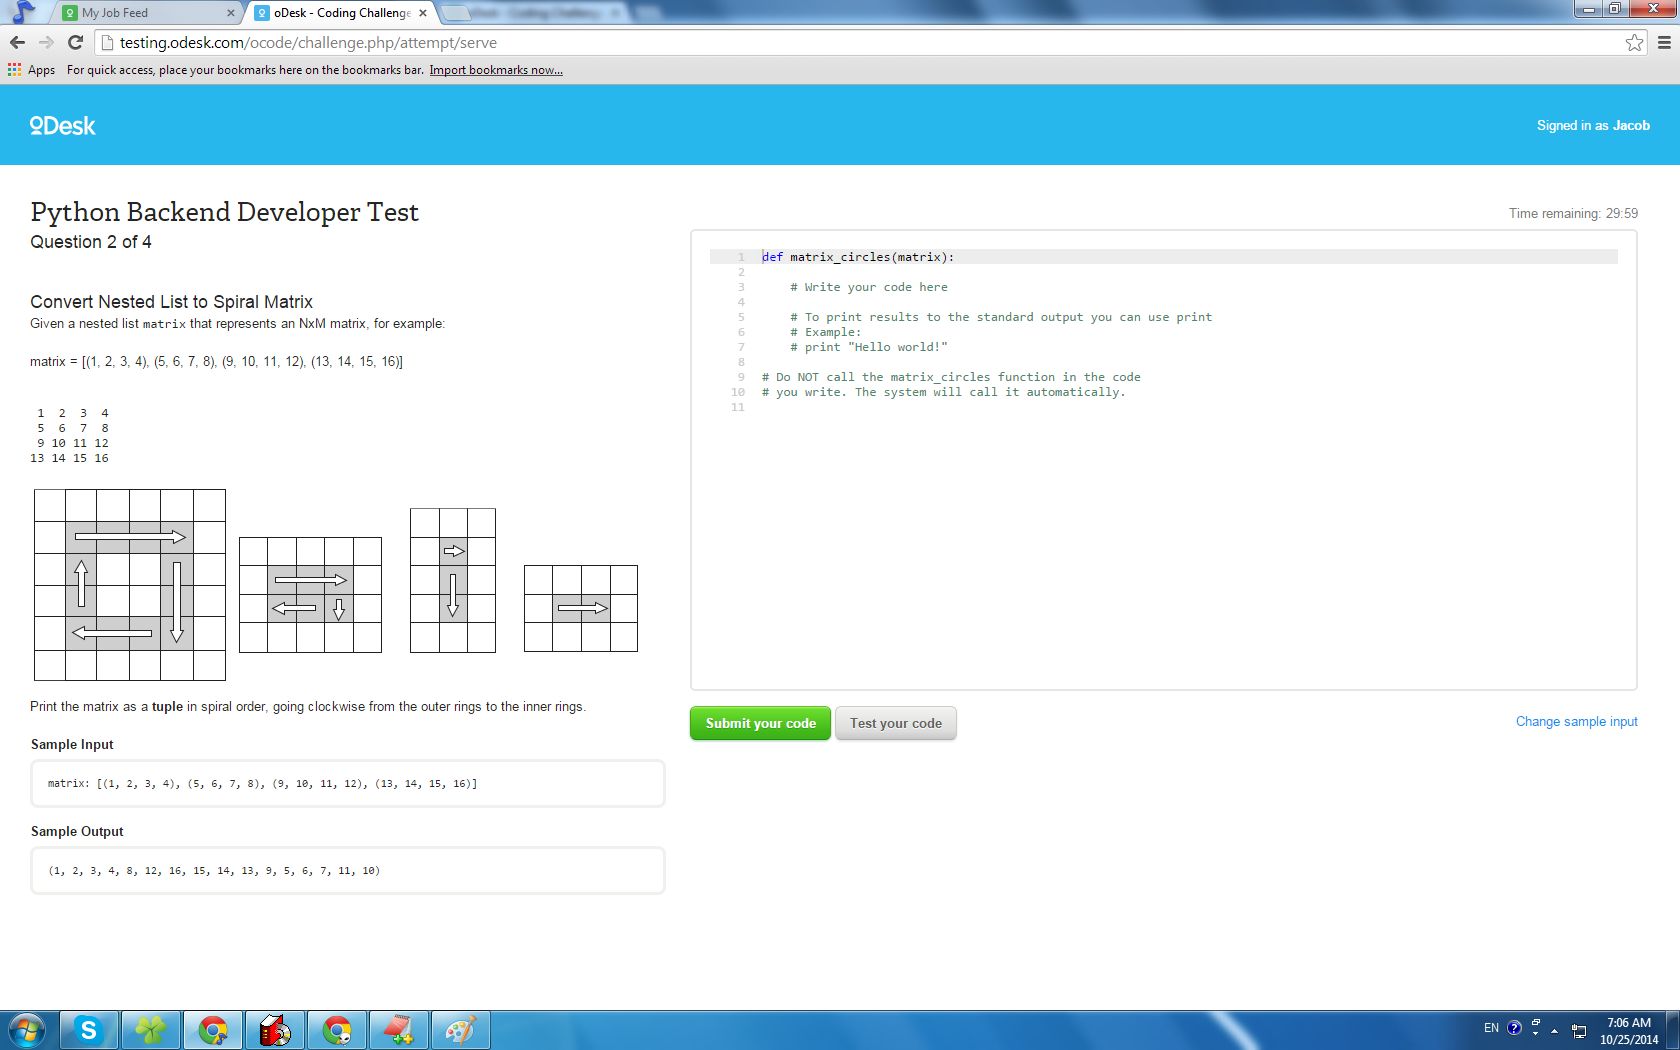 My Job Feed
oDesk - Coding Challenge
testing.odesk.com/ocode/challenge.php/attempt/serve
Apps For quick access, place your bookmarks here on the bookmarks bar. Import bookmarks now...
oDesk
Signed in as Jacob
Python Backend Developer Test
Question 2 of 4
Time remaining: 29:59
Convert Nested List to Spiral Matrix
Given a nested list matrix that represents an NxM matrix, for example:
matrix = [(1, 2, 3, 4), (5, 6, 7, 8), (9, 10, 11, 12), (13, 14, 15, 16)]
1 2 3 4
5 6 7 8
9 10 11 12
13 14 15 16
Print the matrix as a tuple in spiral order, going clockwise from the outer rings to the inner rings.
Sample Input
matrix: [(1, 2, 3, 4), (5, 6, 7, 8), (9, 10, 11, 12), (13, 14, 15, 16)]
Sample Output
(1, 2, 3, 4, 8, 12, 16, 15, 14, 13, 9, 5, 6, 7, 11, 10)
1 def matrix_circles(matrix):
2
3 # Write your code here
4
5 # To print results to the standard output you can use print
6 # Example:
7 # print "Hello world!"
8
9 # Do NOT call the matrix_circles function in the code
10 # you write. The system will call it automatically.
11
Submit your code
Test your code
Change sample input
EN
7:06 AM
10/25/2014